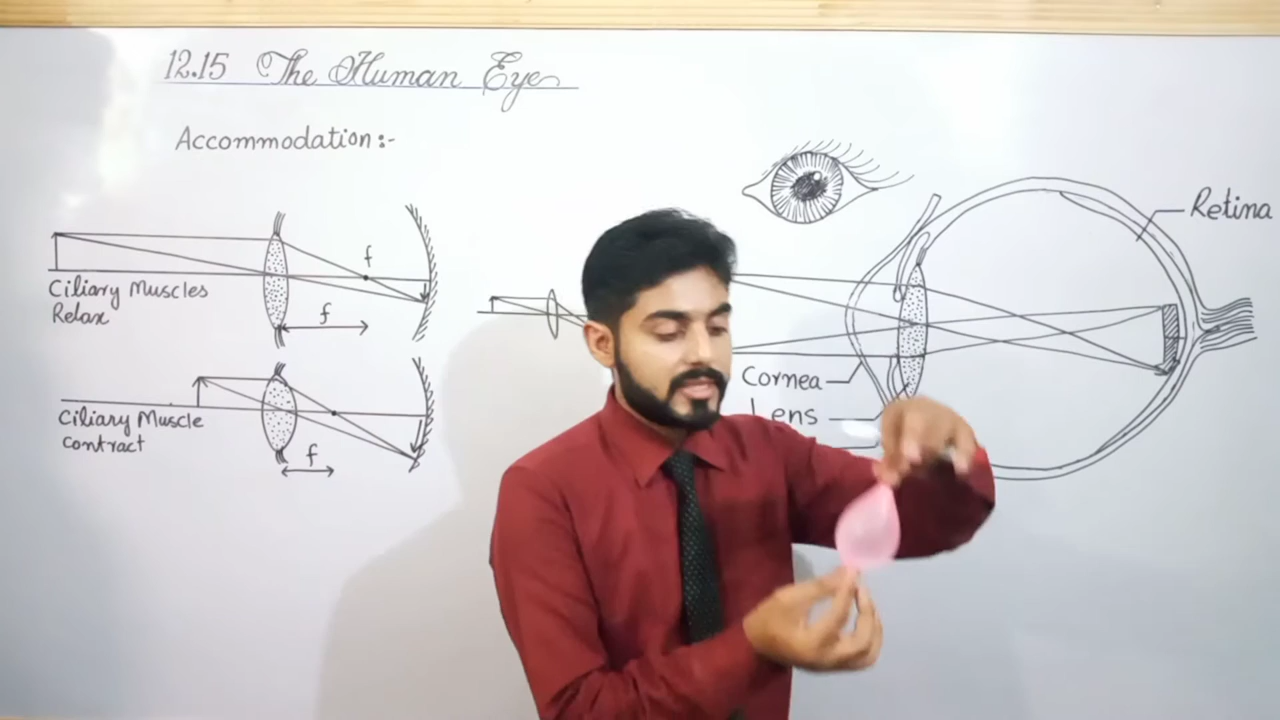 12.15 The Human Eye
Accommodation :-
Retina
f
Ciliary Muscles
Relax
f
Cornea
Lens
Ciliary Muscle
contract
f